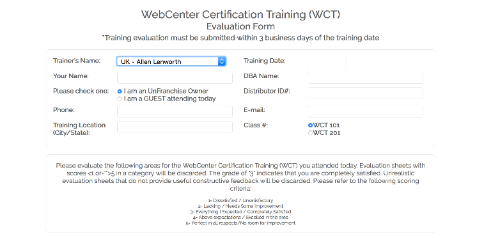 WebCenter Certification Training (WCT)
Evaluation Form
*Training evaluation must be submitted within 3 business days of the training date
Trainer's Name: UK - Allen Lenworth Training Date:
Your Name: DBA Name:
Please check one: I am an UnFranchise Owner Distributor ID#:
I am a GUEST attending today
Phone: E-mail:
Training Location Class #: WCT 101
(City/State): WCT 201
Please evaluate the following areas for the WebCenter Certification Training (WCT) you attended today. Evaluation sheets with
scores <1 or >5 in a category will be discarded. The grade of "3" indicates that you are completely satisfied. Unrealistic
evaluation sheets that do not provide useful constructive feedback will be discarded. Please refer to the following scoring
criteria:
1- Dissatisfied / Unsatisfactory
2- Lacking / Needs Some Improvement
3- Everything I Expected / Completely Satisfied
4- Above expectations / Excelled in this area
5- Perfect in all respects/No room for improvement